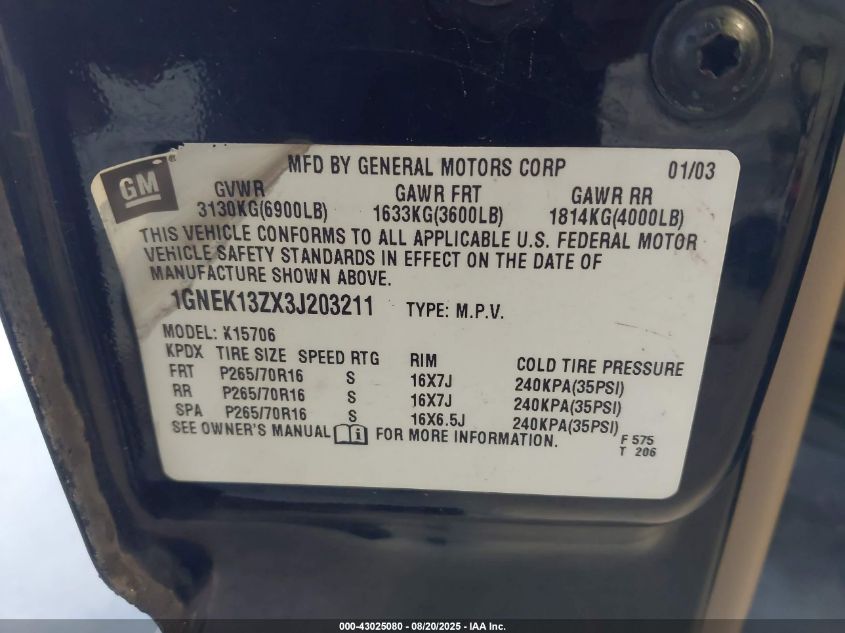 GM
MFD BY GENERAL MOTORS CORP 01/03
GVWR GAWR FRT GAWR RR
3130KG(6900LB) 1633KG(3600LB) 1814KG(4000LB)
THIS VEHICLE CONFORMS TO ALL APPLICABLE U.S. FEDERAL MOTOR
VEHICLE SAFETY STANDARDS IN EFFECT ON THE DATE OF
MANUFACTURE SHOWN ABOVE.
1GNEK13ZX3J203211 TYPE: M.P.V.
MODEL: K15706
KPDX TIRE SIZE SPEED RTG RIM COLD TIRE PRESSURE
FRT P265/70R16 S 16X7J 240KPA(35PSI)
RR P265/70R16 S 16X7J 240KPA(35PSI)
SPA P265/70R16 S 16X6.5J 240KPA(35PSI)
SEE OWNER'S MANUAL i FOR MORE INFORMATION.
F 575
T 206
000-43025080 - 08/20/2025 - IAA Inc.